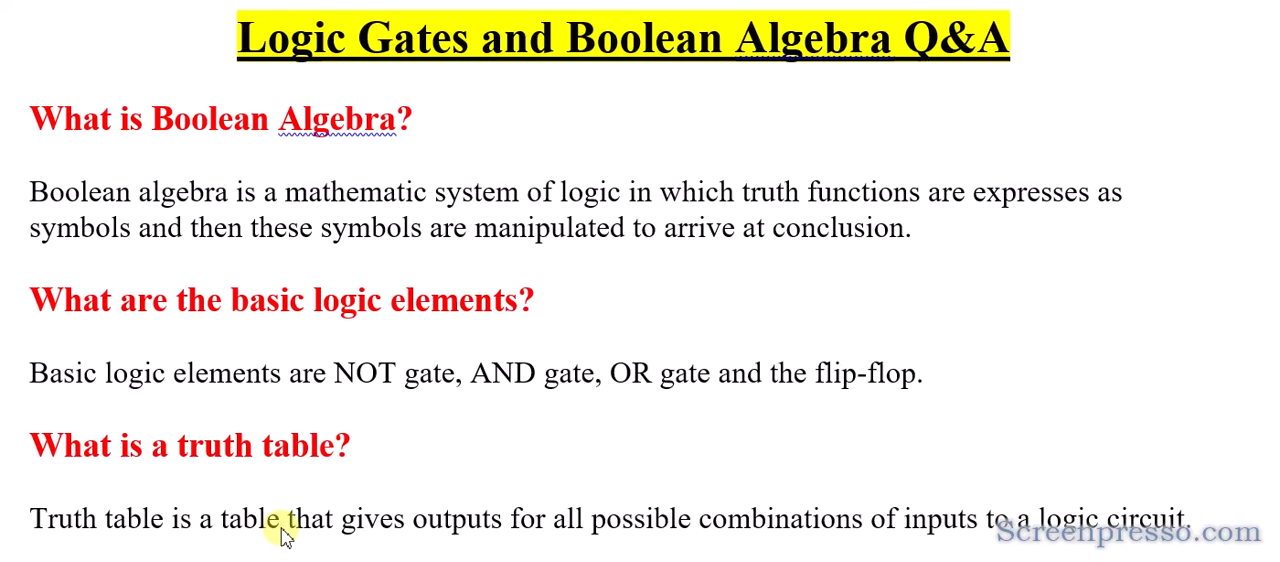 Logic Gates and Boolean Algebra Q&A
What is Boolean Algebra?
Boolean algebra is a mathematic system of logic in which truth functions are expresses as
symbols and then these symbols are manipulated to arrive at conclusion.
What are the basic logic elements?
Basic logic elements are NOT gate, AND gate, OR gate and the flip-flop.
What is a truth table?
Truth table is a table that gives outputs for all possible combinations of inputs to a logic circuit.
Screenpresso.com